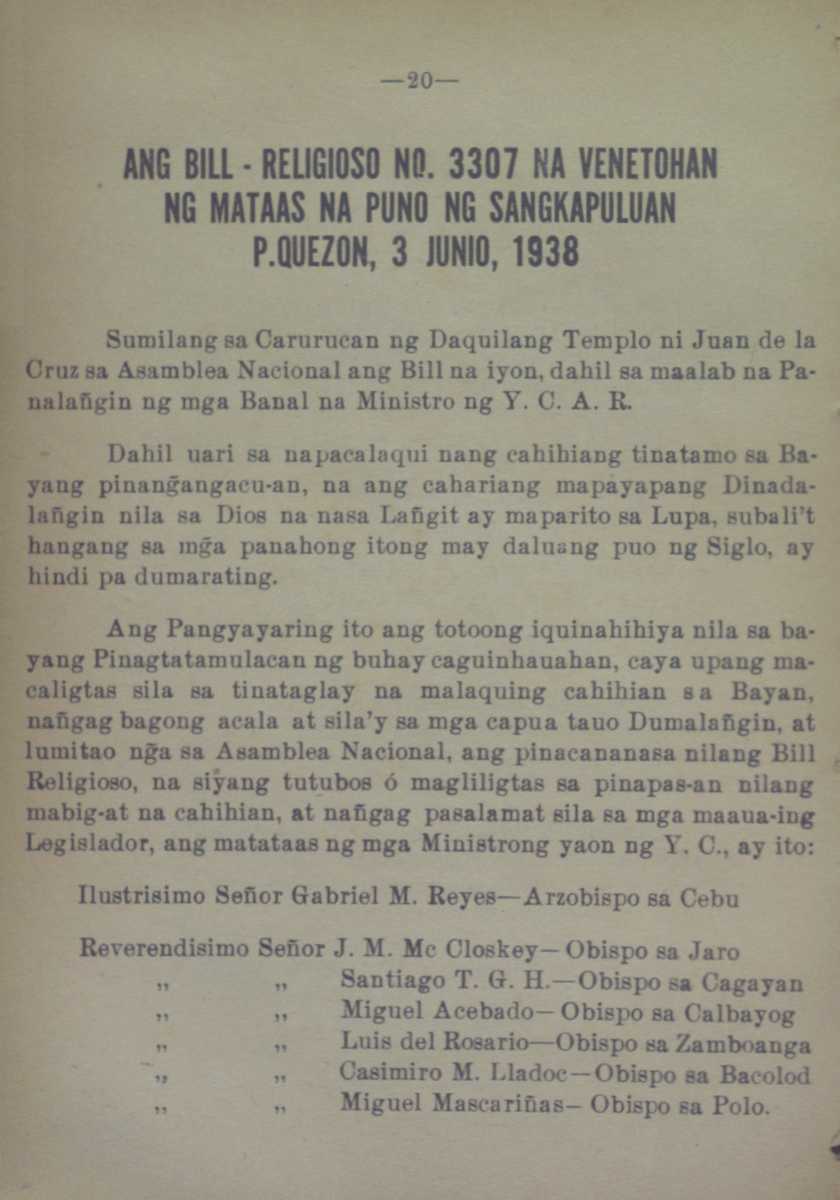 —20—
ANG BILL - RELIGIOSO NO. 3307 NA VENETOHAN
NG MATAAS NA PUNO NG SANGKAPULUAN
P.QUEZON, 3 JUNIO, 1938
Sumilang sa Carurucan ng Daquilang Templo ni Juan de la
Cruz sa Asamblea Nacional ang Bill na iyon, dahil sa maalab na Pa-
nalañgin ng mga Banal na Ministro ng Y. C. A. R.
Dahil uari sa napacalaqui nang cahihiang tinatamo sa Ba-
yang pinang̃angacu-an, na ang cahariang mapayapang Dinada-
lañgin nila sa Dios na nasa Lañgit ay maparito sa Lupa, subali't
hangang sa mg̃a panahong itong may daluang puo ng Siglo, ay
hindi pa dumarating.
Ang Pangyayaring ito ang totoong iquinahihiya nila sa ba-
yang Pinagtatamulacan ng buhay caguinhauahan, caya upang ma-
caligtas sila sa tinataglay na malaquing cahihian sa Bayan,
nañgag bagong acala at sila'y sa mga capua tauo Dumalañgin, at
lumitao ng̃a sa Asamblea Nacional, ang pinacananasa nilang Bill
Religioso, na siyang tutubos ó magliligtas sa pinapas-an nilang
mabig-at na cahihian, at nañgag pasalamat sila sa mga maaua-ing
Legislador, ang matataas ng mga Ministrong yaon ng Y. C., ay ito:
Ilustrisimo Señor Gabriel M. Reyes—Arzobispo sa Cebu
Reverendisimo Señor J. M. Mc Closkey—Obispo sa Jaro
„ „ Santiago T. G. H.—Obispo sa Cagayan
„ „ Miguel Acebado—Obispo sa Calbayog
„ „ Luis del Rosario—Obispo sa Zamboanga
„ „ Casimiro M. Lladoc—Obispo sa Bacolod
„ „ Miguel Mascariñas—Obispo sa Polo.